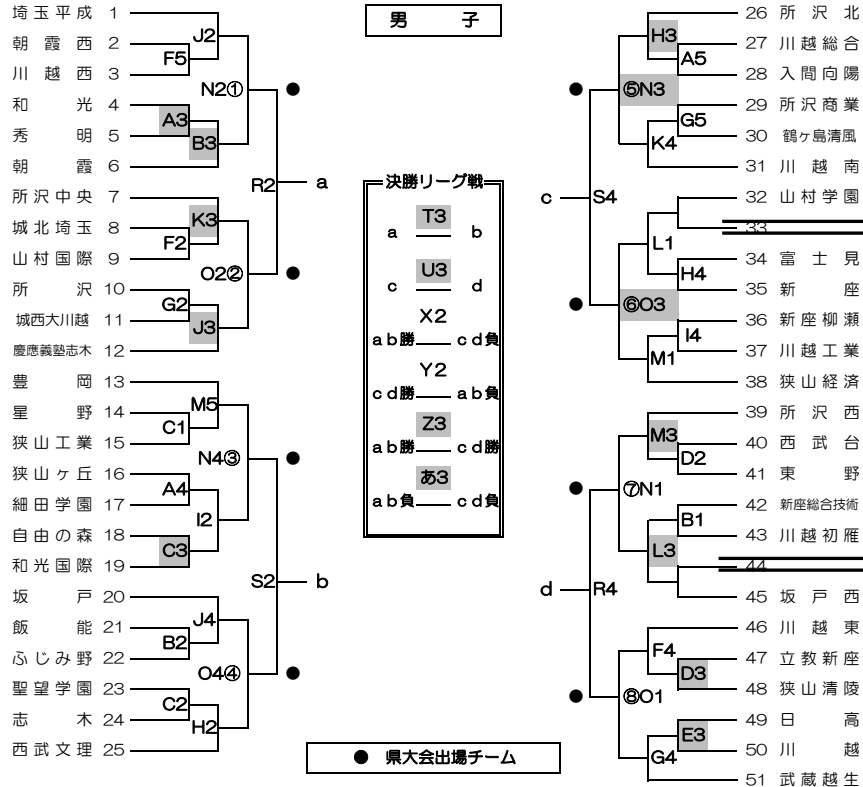 男 子
埼玉平成 1
朝霞西 2
川越西 3
和光 4
秀明 5
朝霞 6
所沢中央 7
城北埼玉 8
山村国際 9
所沢 10
城西大川越 11
慶應義塾志木 12
豊岡 13
星野 14
狭山工業 15
狭山ヶ丘 16
細田学園 17
自由の森 18
和光国際 19
坂戸 20
飯能 21
ふじみ野 22
聖望学園 23
志木 24
西武文理 25
J2
F5
N2①
A3
B3
R2
a
K3
F2
O2②
G2
J3
M5
C1
N4③
A4
I2
C3
S2
b
J4
B2
O4④
C2
H2
決勝リーグ戦
T3
a b
U3
c d
X2
ab勝 cd負
Y2
cd勝 ab負
Z3
ab勝 cd勝
あ3
ab負 cd負
● 県大会出場チーム
H3
A5
⑤N3
G5
K4
c
S4
L1
H4
⑥O3
I4
M1
M3
D2
⑦N1
B1
L3
d
R4
F4
D3
⑧O1
E3
G4
26 所沢北
27 川越総合
28 入間向陽
29 所沢商業
30 鶴ヶ島清風
31 川越南
32 山村学園
33
34 富士見
35 新座
36 新座柳瀬
37 川越工業
38 狭山経済
39 所沢西
40 西武台
41 東野
42 新座総合技術
43 川越初雁
44
45 坂戸西
46 川越東
47 立教新座
48 狭山清陵
49 日高
50 川越
51 武蔵越生